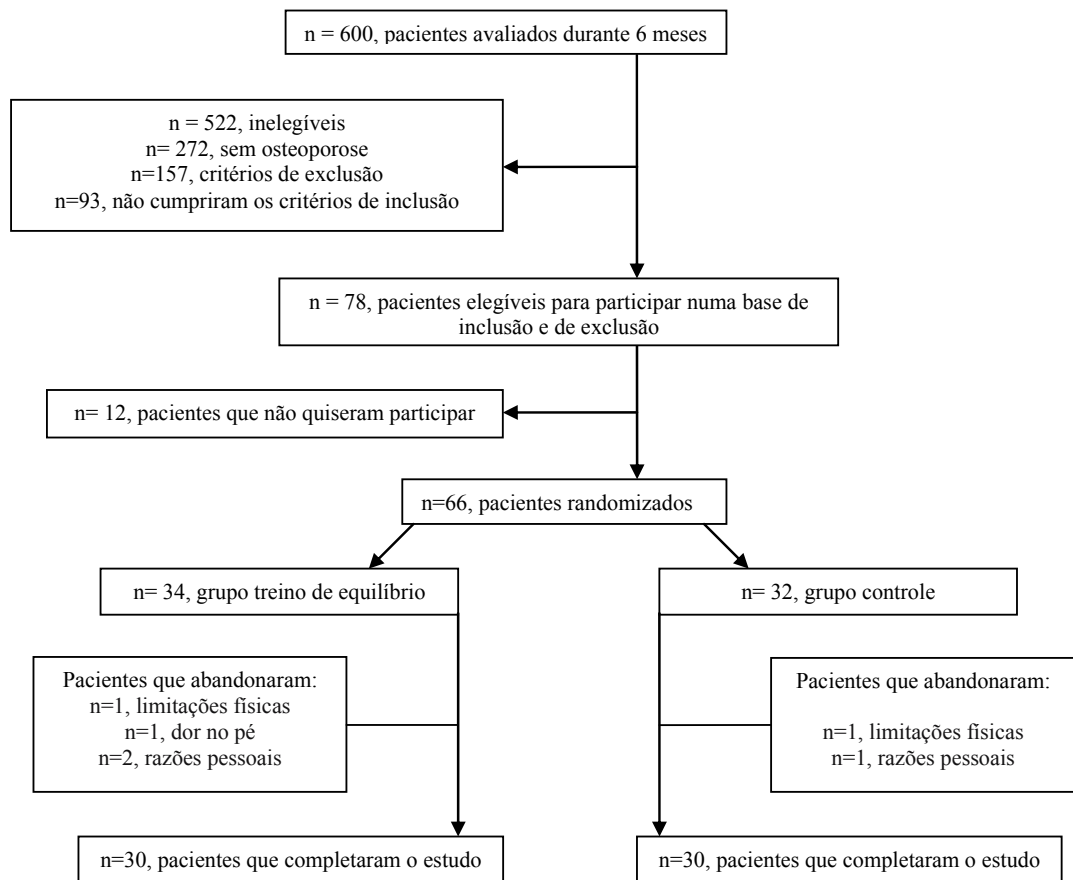 n = 600, pacientes avaliados durante 6 meses
n = 522, inelegíveis
n= 272, sem osteoporose
n=157, critérios de exclusão
n=93, não cumpriram os critérios de inclusão
n = 78, pacientes elegíveis para participar numa base de
inclusão e de exclusão
n= 12, pacientes que não quiseram participar
n=66, pacientes randomizados
n= 34, grupo treino de equilíbrio
n= 32, grupo controle
Pacientes que abandonaram:
n=1, limitações físicas
n=1, dor no pé
n=2, razões pessoais
Pacientes que abandonaram:
n=1, limitações físicas
n=1, razões pessoais
n=30, pacientes que completaram o estudo
n=30, pacientes que completaram o estudo